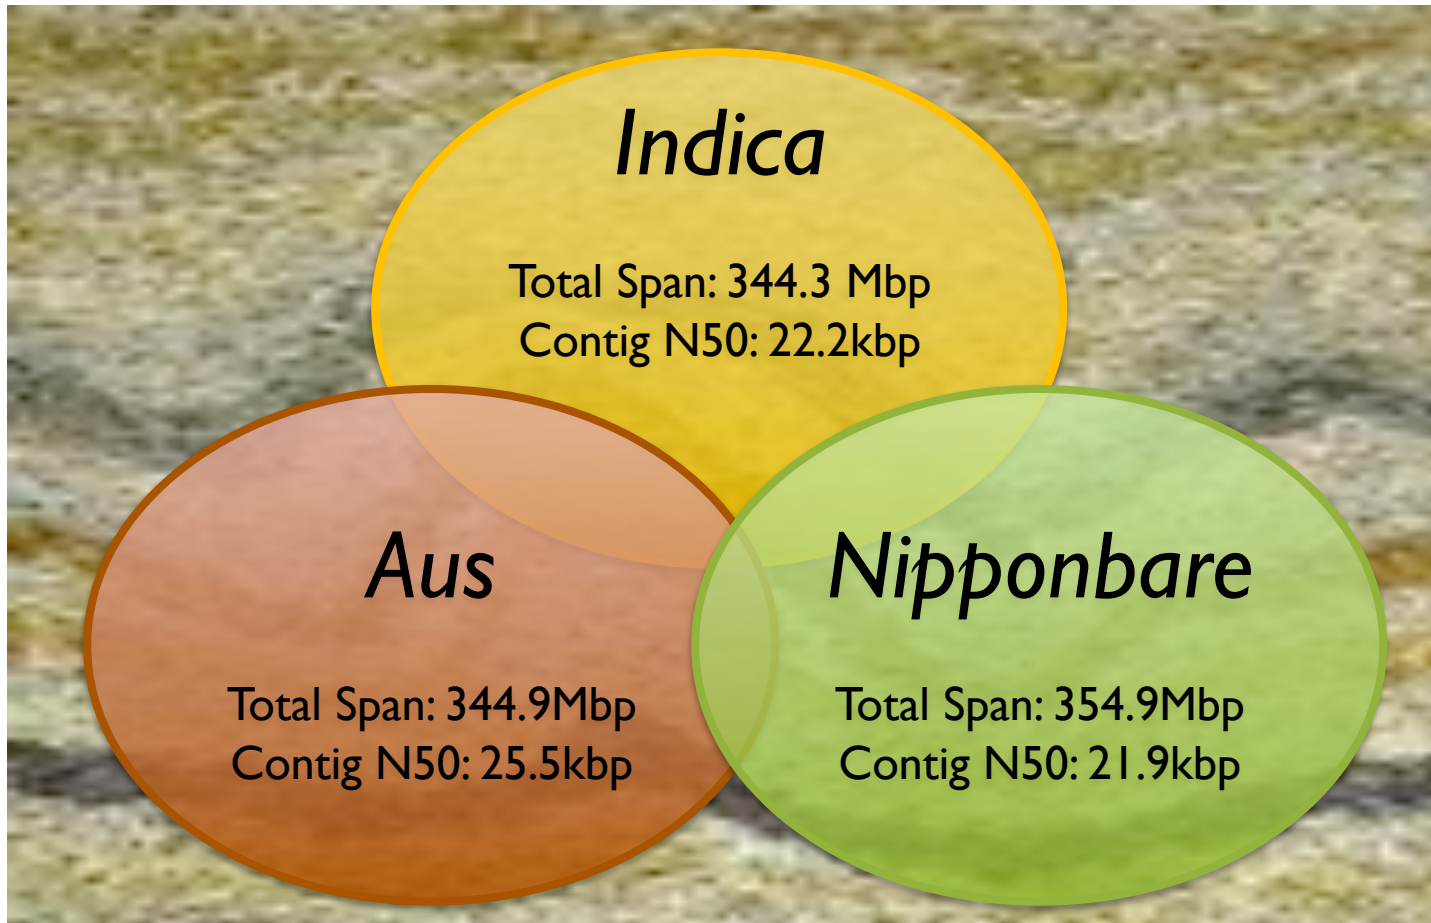 Indica
Total Span: 344.3 Mbp
Contig N50: 22.2kbp
Aus
Total Span: 344.9Mbp
Contig N50: 25.5kbp
Nipponbare
Total Span: 354.9Mbp
Contig N50: 21.9kbp